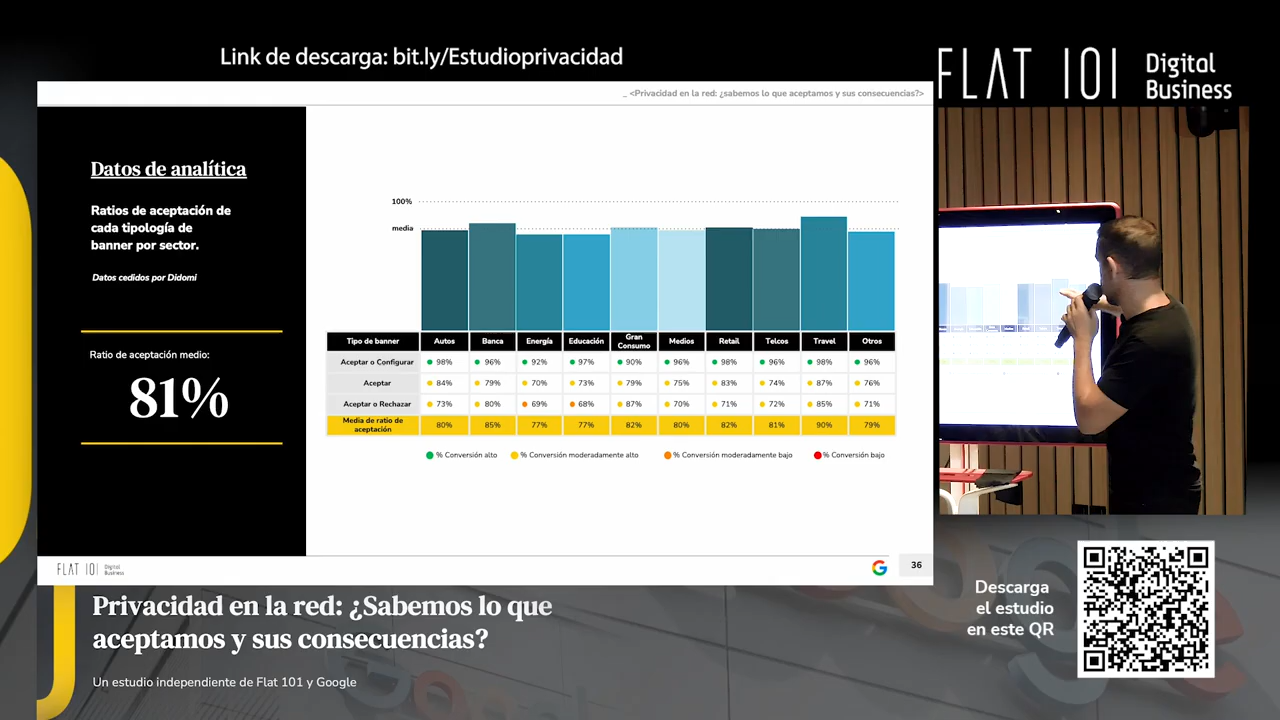 Link de descarga: bit.ly/Estudioprivacidad
FLAT 101 Digital Business
_ <Privacidad en la red: ¿sabemos lo que aceptamos y sus consecuencias?>
Datos de analítica
Ratios de aceptación de
cada tipología de
banner por sector.
Datos cedidos por Didomi
Ratio de aceptación medio:
81%
100%
media
Tipo de banner Autos Banca Energía Educación Gran Consumo Medios Retail Telcos Travel Otros
Aceptar o Configurar 98% 96% 92% 97% 90% 96% 98% 96% 98% 96%
Aceptar 84% 79% 70% 73% 79% 75% 83% 74% 87% 76%
Aceptar o Rechazar 73% 80% 69% 68% 87% 70% 71% 72% 85% 71%
Media de ratio de aceptación 80% 85% 77% 77% 82% 80% 82% 81% 90% 79%
% Conversión alto % Conversión moderadamente alto % Conversión moderadamente bajo % Conversión bajo
FLAT 101 Digital Business
G
36
Privacidad en la red: ¿Sabemos lo que
aceptamos y sus consecuencias?
Un estudio independiente de Flat 101 y Google
Descarga
el estudio
en este QR